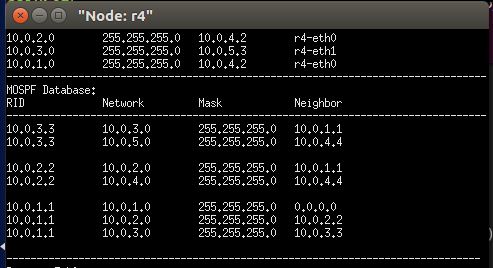 "Node: r4"
10.0.2.0 255.255.255.0 10.0.4.2 r4-eth0
10.0.3.0 255.255.255.0 10.0.5.3 r4-eth1
10.0.1.0 255.255.255.0 10.0.4.2 r4-eth0
MOSPF Database:
RID Network Mask Neighbor
10.0.3.3 10.0.3.0 255.255.255.0 10.0.1.1
10.0.3.3 10.0.5.0 255.255.255.0 10.0.4.4
10.0.2.2 10.0.2.0 255.255.255.0 10.0.1.1
10.0.2.2 10.0.4.0 255.255.255.0 10.0.4.4
10.0.1.1 10.0.1.0 255.255.255.0 0.0.0.0
10.0.1.1 10.0.2.0 255.255.255.0 10.0.2.2
10.0.1.1 10.0.3.0 255.255.255.0 10.0.3.3